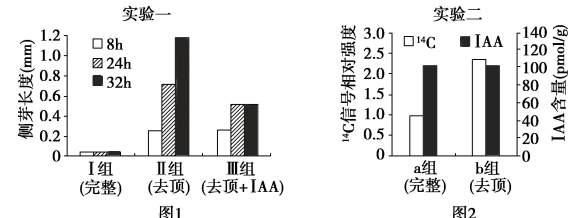 实验一
侧芽长度(mm)
1.2
1.0
0.8
0.6
0.4
0.2
0
8h
24h
32h
Ⅰ组
(完整)
Ⅱ组
(去顶)
Ⅲ组
(去顶+IAA)
图1
实验二
¹⁴C信号相对强度
3.0
2.5
2.0
1.5
1.0
0.5
0.0
¹⁴C
IAA
140
120
100
80
60
40
20
0
IAA含量(pmol/g)
a组
(完整)
b组
(去顶)
图2